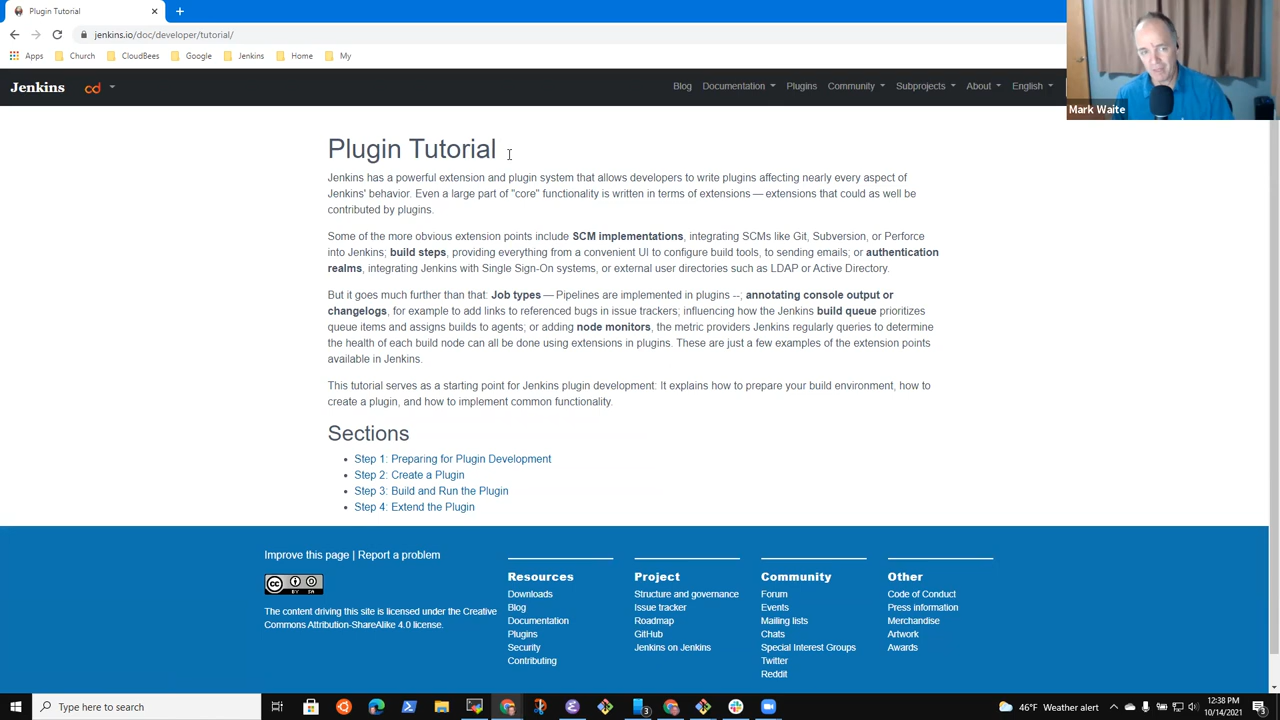 Plugin Tutorial
jenkins.io/doc/developer/tutorial/
Apps Church CloudBees Google Jenkins Home My
Jenkins cd Blog Documentation Plugins Community Subprojects About English
Mark Waite
Plugin Tutorial
Jenkins has a powerful extension and plugin system that allows developers to write plugins affecting nearly every aspect of
Jenkins' behavior. Even a large part of "core" functionality is written in terms of extensions — extensions that could as well be
contributed by plugins.
Some of the more obvious extension points include SCM implementations, integrating SCMs like Git, Subversion, or Perforce
into Jenkins; build steps, providing everything from a convenient UI to configure build tools, to sending emails; or authentication
realms, integrating Jenkins with Single Sign-On systems, or external user directories such as LDAP or Active Directory.
But it goes much further than that: Job types — Pipelines are implemented in plugins --; annotating console output or
changelogs, for example to add links to referenced bugs in issue trackers; influencing how the Jenkins build queue prioritizes
queue items and assigns builds to agents; or adding node monitors, the metric providers Jenkins regularly queries to determine
the health of each build node can all be done using extensions in plugins. These are just a few examples of the extension points
available in Jenkins.
This tutorial serves as a starting point for Jenkins plugin development: It explains how to prepare your build environment, how to
create a plugin, and how to implement common functionality.
Sections
Step 1: Preparing for Plugin Development
Step 2: Create a Plugin
Step 3: Build and Run the Plugin
Step 4: Extend the Plugin
Improve this page | Report a problem
CC BY SA
The content driving this site is licensed under the Creative
Commons Attribution-ShareAlike 4.0 license.
Resources
Downloads
Blog
Documentation
Plugins
Security
Contributing
Project
Structure and governance
Issue tracker
Roadmap
GitHub
Jenkins on Jenkins
Community
Forum
Events
Mailing lists
Chats
Special Interest Groups
Twitter
Reddit
Other
Code of Conduct
Press information
Merchandise
Artwork
Awards
Type here to search
3
46°F Weather alert
12:38 PM
10/14/2021